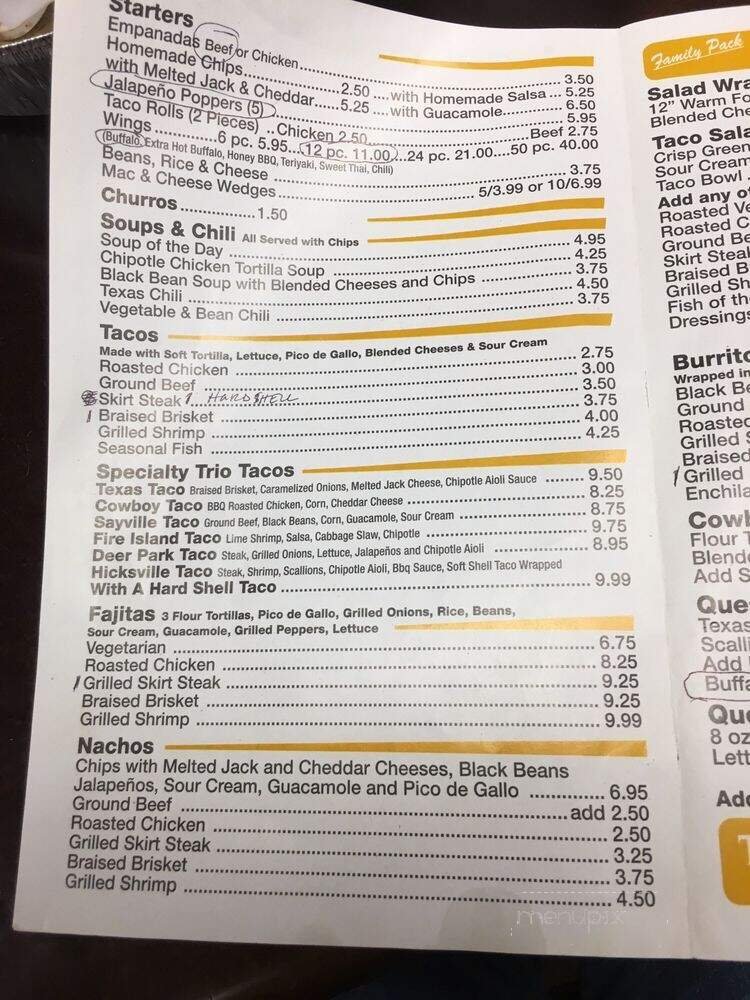 Starters
Empanadas Beef or Chicken 3.50
Homemade Chips 2.50 ...with Homemade Salsa ... 5.25
with Melted Jack & Cheddar 5.25 ...with Guacamole 6.50
Jalapeño Poppers (5) 5.95
Taco Rolls (2 Pieces) ..Chicken 2.50 Beef 2.75
Wings 6 pc. 5.95 12 pc. 11.00 ...24 pc. 21.00 ....50 pc. 40.00
(Buffalo, Extra Hot Buffalo, Honey BBQ, Teriyaki, Sweet Thai, Chili)
Beans, Rice & Cheese 3.75
Mac & Cheese Wedges 5/3.99 or 10/6.99
Churros 1.50
Soups & Chili All Served with Chips
Soup of the Day 4.95
Chipotle Chicken Tortilla Soup 4.25
Black Bean Soup with Blended Cheeses and Chips 3.75
Texas Chili 4.50
Vegetable & Bean Chili 3.75
Tacos
Made with Soft Tortilla, Lettuce, Pico de Gallo, Blended Cheeses & Sour Cream
Roasted Chicken 2.75
Ground Beef 3.00
Skirt Steak HARD SHELL 3.50
1 Braised Brisket 3.75
Grilled Shrimp 4.00
Seasonal Fish 4.25
Specialty Trio Tacos
Texas Taco Braised Brisket, Caramelized Onions, Melted Jack Cheese, Chipotle Aioli Sauce 9.50
Cowboy Taco BBQ Roasted Chicken, Corn, Cheddar Cheese 8.25
Sayville Taco Ground Beef, Black Beans, Corn, Guacamole, Sour Cream 8.75
Fire Island Taco Lime Shrimp, Salsa, Cabbage Slaw, Chipotle 9.75
Deer Park Taco Steak, Grilled Onions, Lettuce, Jalapeños and Chipotle Aioli 8.95
Hicksville Taco Steak, Shrimp, Scallions, Chipotle Aioli, Bbq Sauce, Soft Shell Taco Wrapped
With A Hard Shell Taco 9.99
Fajitas 3 Flour Tortillas, Pico de Gallo, Grilled Onions, Rice, Beans,
Sour Cream, Guacamole, Grilled Peppers, Lettuce
Vegetarian 6.75
Roasted Chicken 8.25
1 Grilled Skirt Steak 9.25
Braised Brisket 9.25
Grilled Shrimp 9.99
Nachos
Chips with Melted Jack and Cheddar Cheeses, Black Beans
Jalapeños, Sour Cream, Guacamole and Pico de Gallo 6.95
Ground Beef add 2.50
Roasted Chicken 2.50
Grilled Skirt Steak 3.25
Braised Brisket 3.75
Grilled Shrimp 4.50
Family Pack
Salad Wra
12" Warm Fo
Blended Che
Taco Sala
Crisp Green
Sour Cream
Taco Bowl
Add any o
Roasted Ve
Roasted C
Ground Be
Skirt Steak
Braised B
Grilled Sh
Fish of th
Dressings
Burrito
Wrapped in
Black Be
Ground
Roasted
Grilled S
Braised
1 Grilled
Enchila
Cowb
Flour T
Blende
Add S
Que
Texas
Scalli
Add
Buffa
Qu
8 oz
Lett
Add
T
menupix